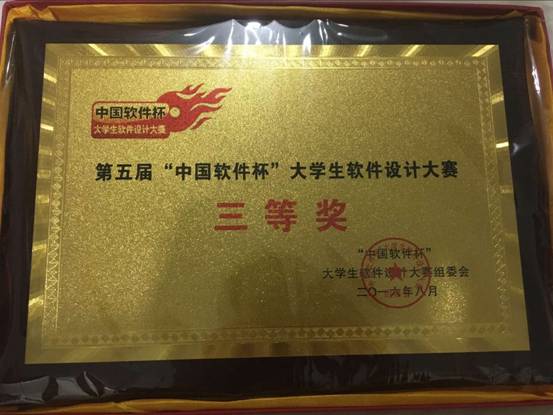 中国软件杯
大学生软件设计大赛
第五届“中国软件杯”大学生软件设计大赛
三等奖
“中国软件杯”
大学生软件设计大赛组委会
二〇一六年八月